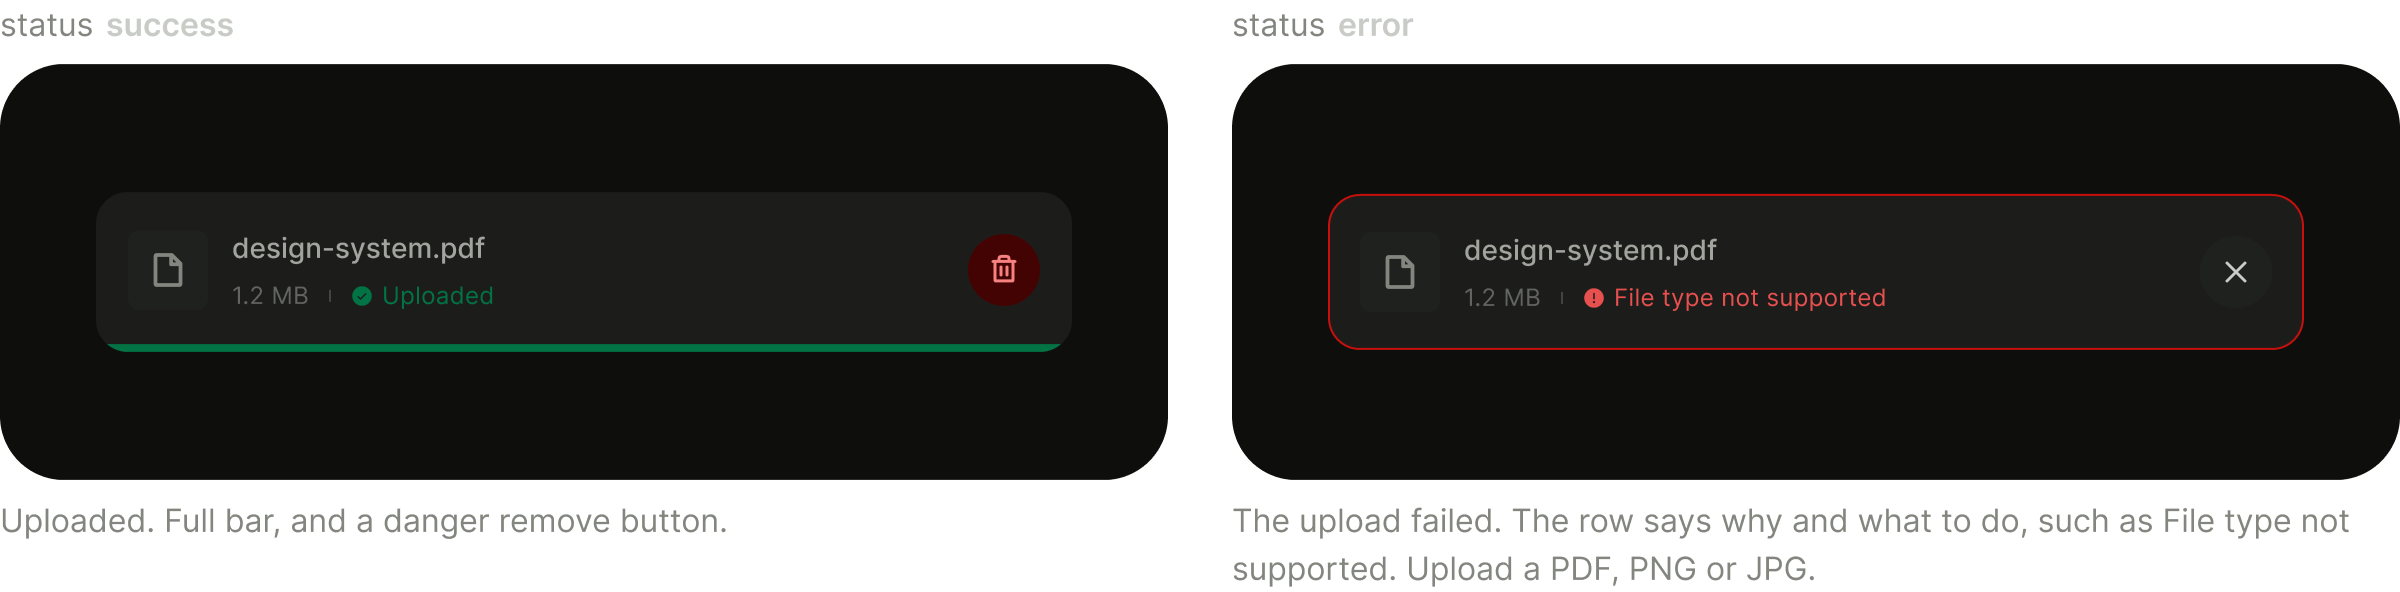 status success
design-system.pdf
1.2 MB
Uploaded
Uploaded. Full bar, and a danger remove button.
status error
design-system.pdf
1.2 MB
File type not supported
The upload failed. The row says why and what to do, such as File type not
supported. Upload a PDF, PNG or JPG.